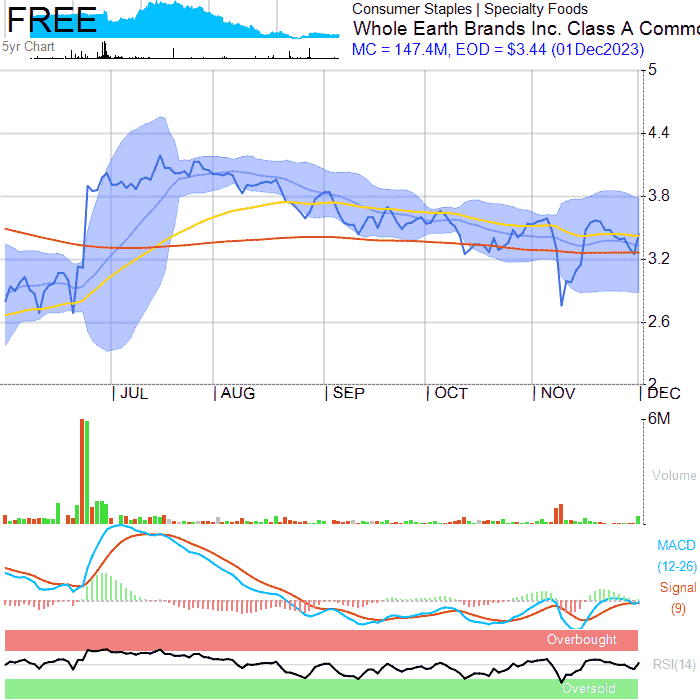 FREE
5yr Chart
Consumer Staples | Specialty Foods
Whole Earth Brands Inc. Class A Commo
MC = 147.4M, EOD = $3.44 (01Dec2023)
5
4.4
3.8
3.2
2.6
2
JUL AUG SEP OCT NOV DEC
6M
Volume
MACD
(12-26)
Signal
(9)
Overbought
RSI(14)
Oversold